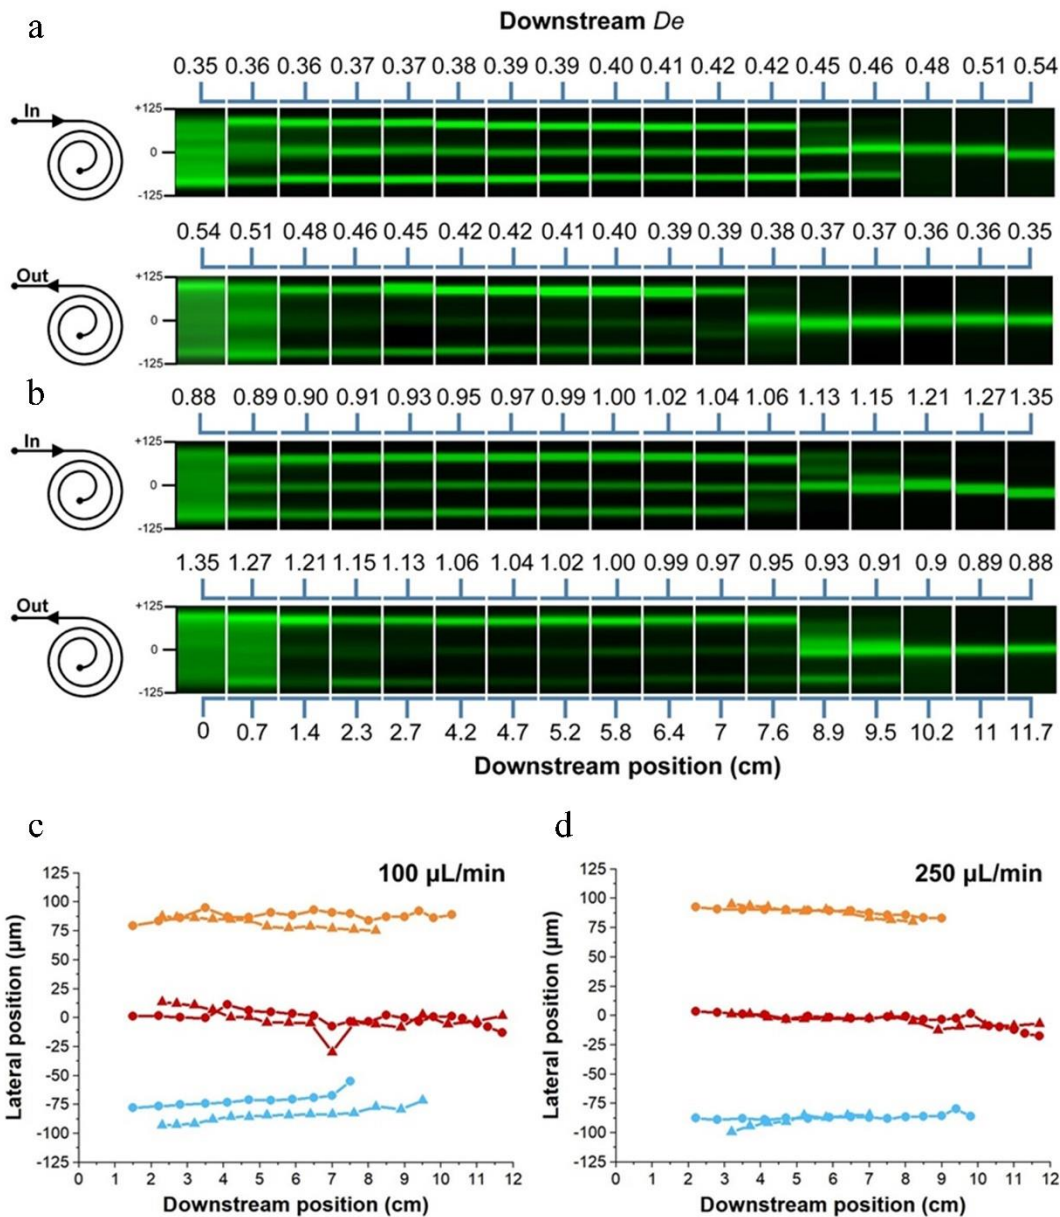 a
Downstream De
0.35 0.36 0.36 0.37 0.37 0.38 0.39 0.39 0.40 0.41 0.42 0.42 0.45 0.46 0.48 0.51 0.54
In
+125
0
-125
0.54 0.51 0.48 0.46 0.45 0.42 0.42 0.41 0.40 0.39 0.39 0.38 0.37 0.37 0.36 0.36 0.35
Out
+125
0
-125
b
0.88 0.89 0.90 0.91 0.93 0.95 0.97 0.99 1.00 1.02 1.04 1.06 1.13 1.15 1.21 1.27 1.35
In
+125
0
-125
1.35 1.27 1.21 1.15 1.13 1.06 1.04 1.02 1.00 0.99 0.97 0.95 0.93 0.91 0.9 0.89 0.88
Out
+125
0
-125
0 0.7 1.4 2.3 2.7 4.2 4.7 5.2 5.8 6.4 7 7.6 8.9 9.5 10.2 11 11.7
Downstream position (cm)
c
100 µL/min
Lateral position (µm)
125
100
75
50
25
0
-25
-50
-75
-100
-125
0 1 2 3 4 5 6 7 8 9 10 11 12
Downstream position (cm)
d
250 µL/min
Lateral position (µm)
125
100
75
50
25
0
-25
-50
-75
-100
-125
0 1 2 3 4 5 6 7 8 9 10 11 12
Downstream position (cm)